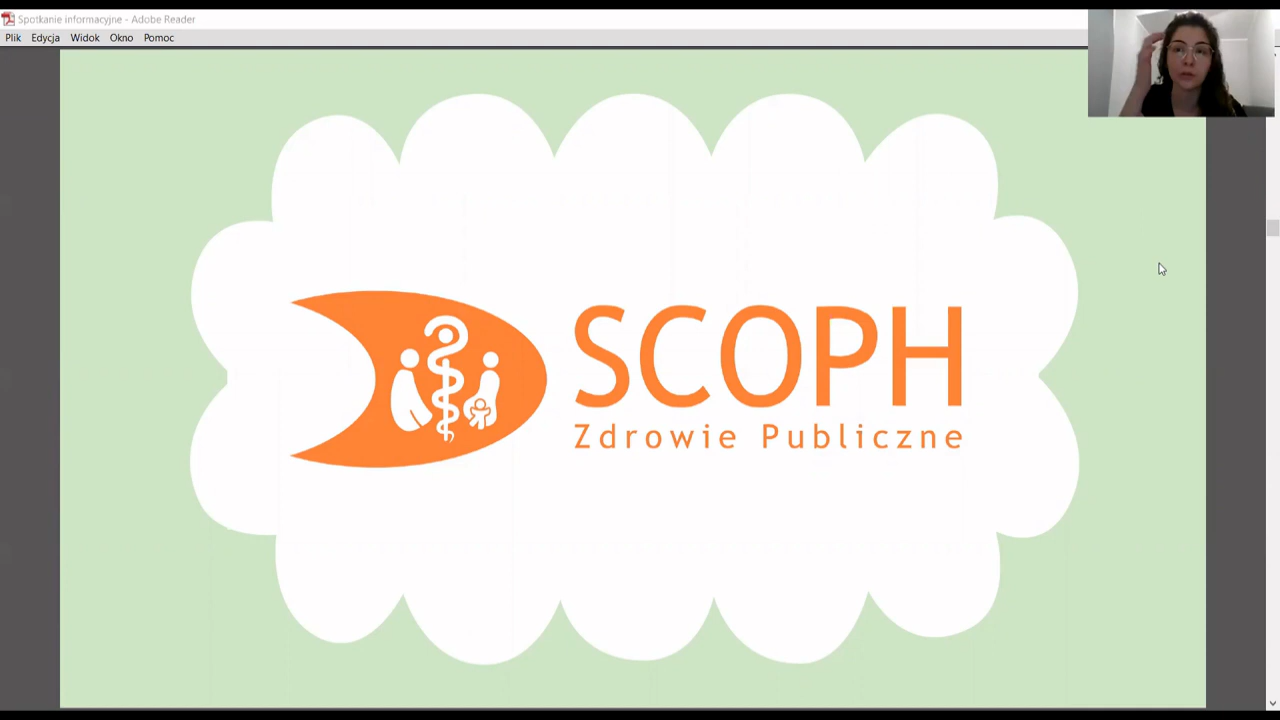 Spotkanie informacyjne - Adobe Reader
Plik Edycja Widok Okno Pomoc
SCOPH
Zdrowie Publiczne